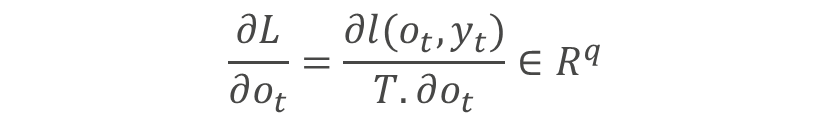 ∂L/∂o_t = ∂l(o_t, y_t)/T.∂o_t ∈ R^q